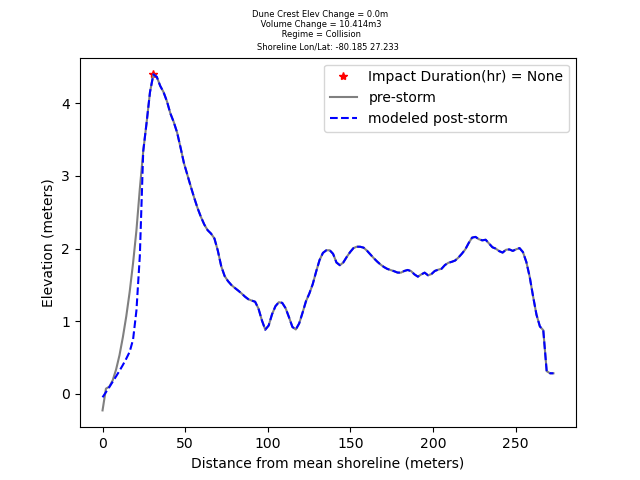 Dune Crest Elev Change = 0.0m
Volume Change = 10.414m3
Regime = Collision
Shoreline Lon/Lat: -80.185 27.233
Impact Duration(hr) = None
pre-storm
modeled post-storm
Elevation (meters)
4
3
2
1
0
0 50 100 150 200 250
Distance from mean shoreline (meters)